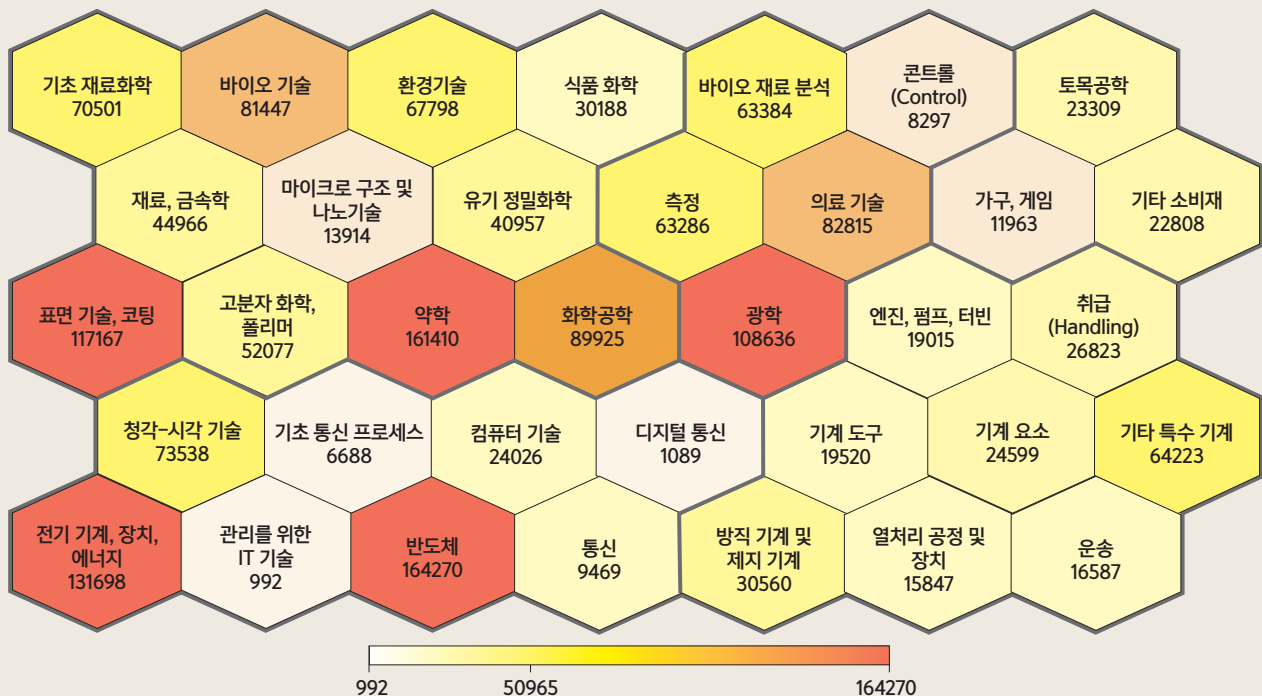 기초 재료화학
70501
바이오 기술
81447
환경기술
67798
식품 화학
30188
바이오 재료 분석
63384
콘트롤
(Control)
8297
토목공학
23309
재료, 금속학
44966
마이크로 구조 및
나노기술
13914
유기 정밀화학
40957
측정
63286
의료 기술
82815
가구, 게임
11963
기타 소비재
22808
표면 기술, 코팅
117167
고분자 화학,
폴리머
52077
약학
161410
화학공학
89925
광학
108636
엔진, 펌프, 터빈
19015
취급
(Handling)
26823
청각-시각 기술
73538
기초 통신 프로세스
6688
컴퓨터 기술
24026
디지털 통신
1089
기계 도구
19520
기계 요소
24599
기타 특수 기계
64223
전기 기계, 장치,
에너지
131698
관리를 위한
IT 기술
992
반도체
164270
통신
9469
방직 기계 및
제지 기계
30560
열처리 공정 및
장치
15847
운송
16587
992
50965
164270